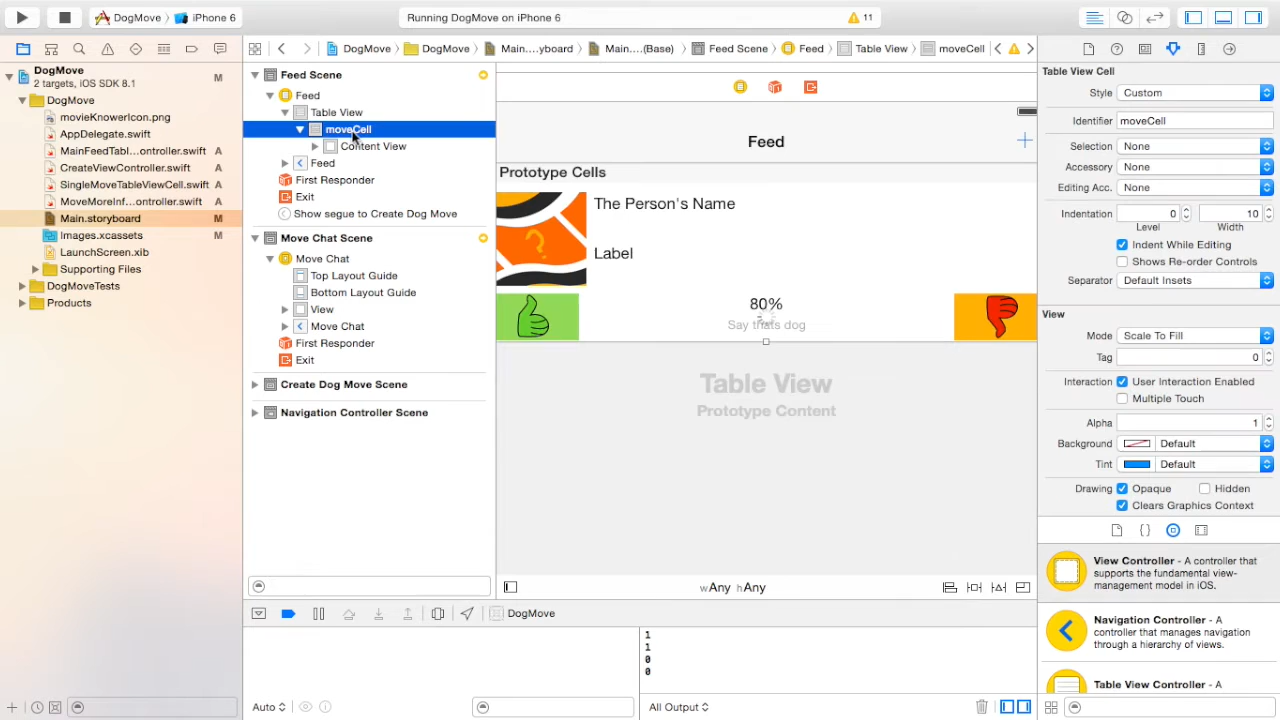 DogMove
iPhone 6
Running DogMove on iPhone 6
11
DogMove
DogMove
Main....yboard
Main....(Base)
Feed Scene
Feed
Table View
moveCell
DogMove
M
2 targets, iOS SDK 8.1
DogMove
movieKnowerIcon.png
AppDelegate.swift
MainFeedTabl...ontroller.swift
A
CreateViewController.swift
A
SingleMoveTableViewCell.swift
A
MoveMoreInf...ontroller.swift
A
Main.storyboard
M
Images.xcassets
M
LaunchScreen.xib
Supporting Files
DogMoveTests
Products
Feed Scene
Feed
Table View
moveCell
Content View
Feed
First Responder
Exit
Show segue to Create Dog Move
Move Chat Scene
Move Chat
Top Layout Guide
Bottom Layout Guide
View
Move Chat
First Responder
Exit
Create Dog Move Scene
Navigation Controller Scene
Feed
Prototype Cells
The Person's Name
Label
80%
Say thats dog
Table View
Prototype Content
wAny hAny
DogMove
1
1
0
0
Auto
All Output
Table View Cell
Style
Custom
Identifier
moveCell
Selection
None
Accessory
None
Editing Acc.
None
Indentation
0
10
Level
Width
Indent While Editing
Shows Re-order Controls
Separator
Default Insets
View
Mode
Scale To Fill
Tag
0
Interaction
User Interaction Enabled
Multiple Touch
Alpha
1
Background
Default
Tint
Default
Drawing
Opaque
Hidden
Clears Graphics Context
View Controller - A
controller that
supports the fundamental view-
management model in iOS.
Navigation Controller - A
controller that manages navigation
through a hierarchy of views.
Table View Controller - A